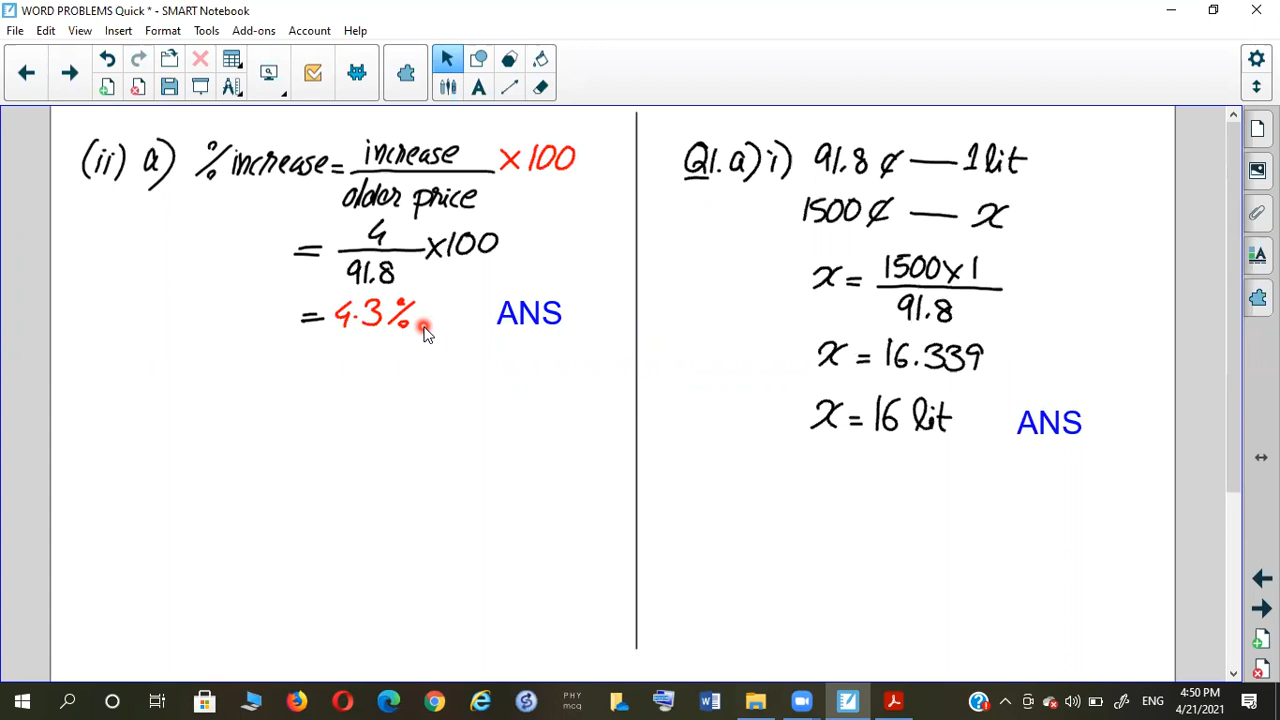 WORD PROBLEMS Quick * - SMART Notebook
File Edit View Insert Format Tools Add-ons Account Help
(ii) a) % increase = increase / older price ×100
= 4 / 91.8 ×100
= 4.3% ANS
Q1. a) i) 91.8 ¢ — 1 lit
1500 ¢ — x
x = 1500×1 / 91.8
x = 16.339
x = 16 lit ANS
PHY
mcq
ENG
4:50 PM
4/21/2021